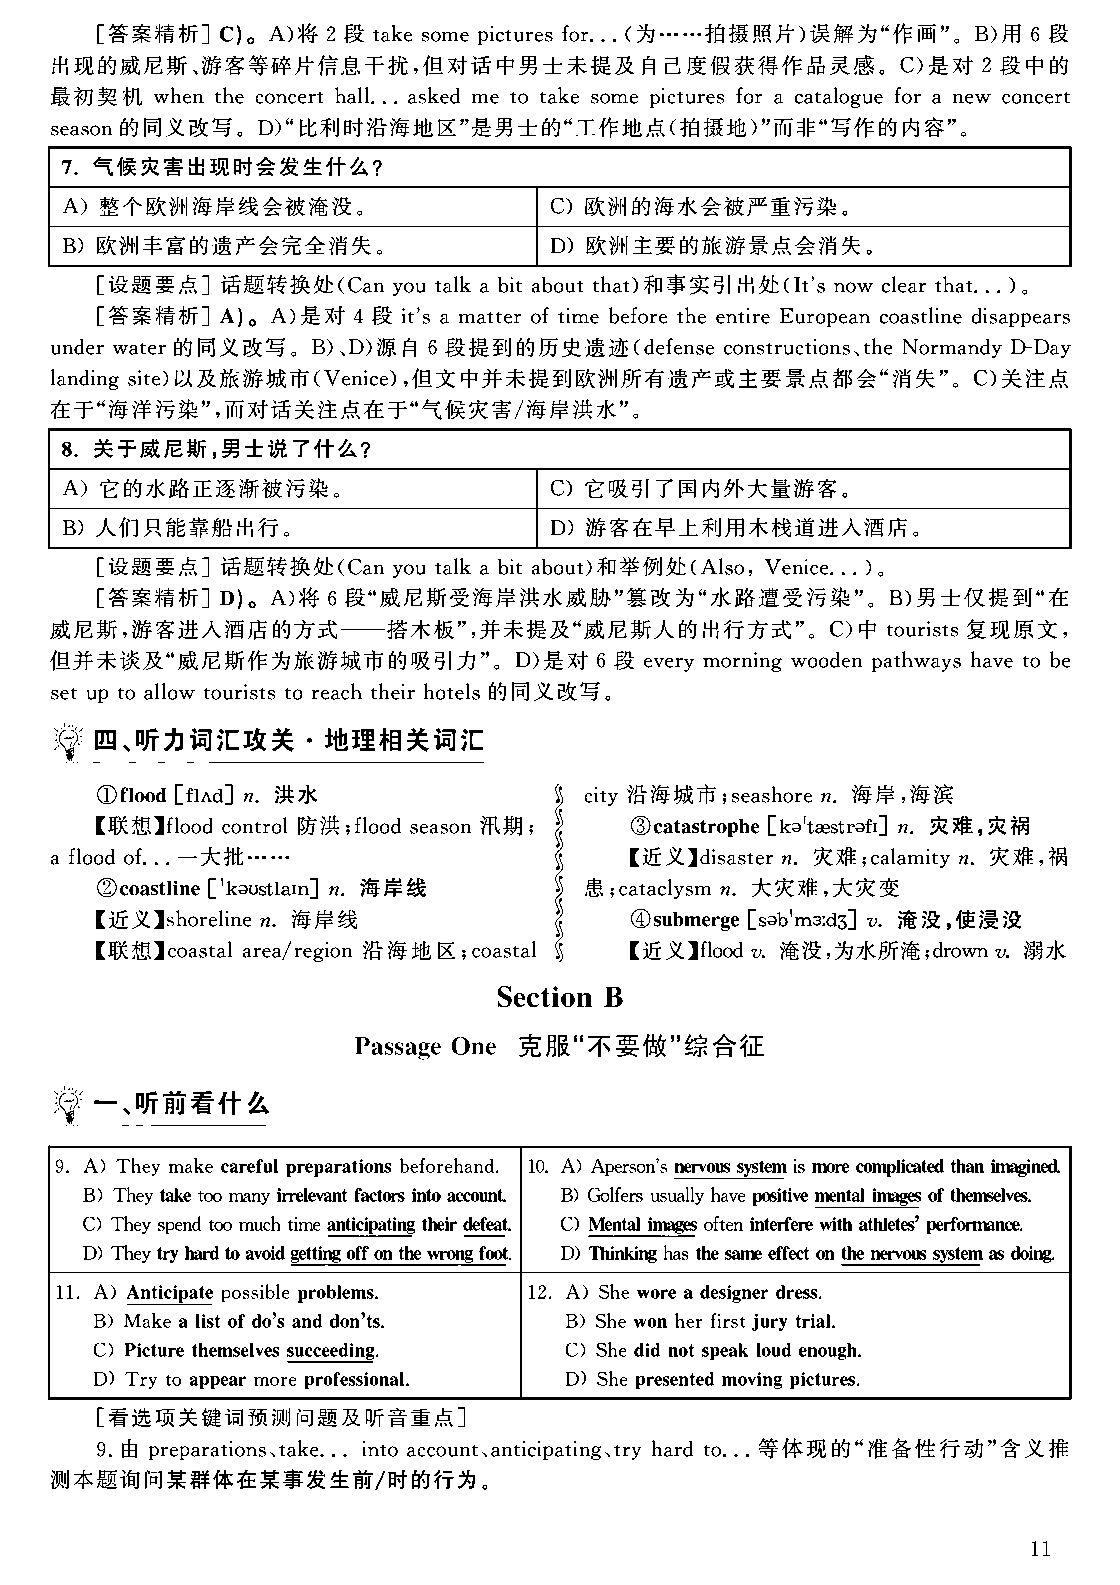 [答案精析] C)。A)将 2 段 take some pictures for...(为……拍摄照片)误解为“作画”。B)用 6 段
出现的威尼斯、游客等碎片信息干扰,但对话中男士未提及自己度假获得作品灵感。C)是对 2 段中的
最初契机 when the concert hall... asked me to take some pictures for a catalogue for a new concert
season 的同义改写。D)“比利时沿海地区”是男士的“工作地点(拍摄地)”而非“写作的内容”。
7. 气候灾害出现时会发生什么?
A) 整个欧洲海岸线会被淹没。
C) 欧洲的海水会被严重污染。
B) 欧洲丰富的遗产会完全消失。
D) 欧洲主要的旅游景点会消失。
[设题要点] 话题转换处(Can you talk a bit about that)和事实引出处(It's now clear that...)。
[答案精析] A)。A)是对 4 段 it's a matter of time before the entire European coastline disappears
under water 的同义改写。B)、D)源自 6 段提到的历史遗迹(defense constructions、the Normandy D-Day
landing site)以及旅游城市(Venice),但文中并未提到欧洲所有遗产或主要景点都会“消失”。C)关注点
在于“海洋污染”,而对话关注点在于“气候灾害/海岸洪水”。
8. 关于威尼斯,男士说了什么?
A) 它的水路正逐渐被污染。
C) 它吸引了国内外大量游客。
B) 人们只能靠船出行。
D) 游客在早上利用木栈道进入酒店。
[设题要点] 话题转换处(Can you talk a bit about)和举例处(Also, Venice...)。
[答案精析] D)。A)将 6 段“威尼斯受海岸洪水威胁”篡改为“水路遭受污染”。B)男士仅提到“在
威尼斯,游客进入酒店的方式——搭木板”,并未提及“威尼斯人的出行方式”。C)中 tourists 复现原文,
但并未谈及“威尼斯作为旅游城市的吸引力”。D)是对 6 段 every morning wooden pathways have to be
set up to allow tourists to reach their hotels 的同义改写。
四、听力词汇攻关·地理相关词汇
①flood [flʌd] n. 洪水
【联想】flood control 防洪;flood season 汛期;
a flood of... 一大批……
②coastline [ˈkəʊstlaɪn] n. 海岸线
【近义】shoreline n. 海岸线
【联想】coastal area/region 沿海地区;coastal
city 沿海城市;seashore n. 海岸,海滨
③catastrophe [kəˈtæstrəfɪ] n. 灾难,灾祸
【近义】disaster n. 灾难;calamity n. 灾难,祸
患;cataclysm n. 大灾难,大灾变
④submerge [səbˈmɜːdʒ] v. 淹没,使浸没
【近义】flood v. 淹没,为水所淹;drown v. 溺水
Section B
Passage One 克服“不要做”综合征
一、听前看什么
9. A) They make careful preparations beforehand.
B) They take too many irrelevant factors into account.
C) They spend too much time anticipating their defeat.
D) They try hard to avoid getting off on the wrong foot.
10. A) A person's nervous system is more complicated than imagined.
B) Golfers usually have positive mental images of themselves.
C) Mental images often interfere with athletes' performance.
D) Thinking has the same effect on the nervous system as doing.
11. A) Anticipate possible problems.
B) Make a list of do's and don'ts.
C) Picture themselves succeeding.
D) Try to appear more professional.
12. A) She wore a designer dress.
B) She won her first jury trial.
C) She did not speak loud enough.
D) She presented moving pictures.
[看选项关键词预测问题及听音重点]
9. 由 preparations、take... into account、anticipating、try hard to... 等体现的“准备性行动”含义推
测本题询问某群体在某事发生前/时的行为。
11